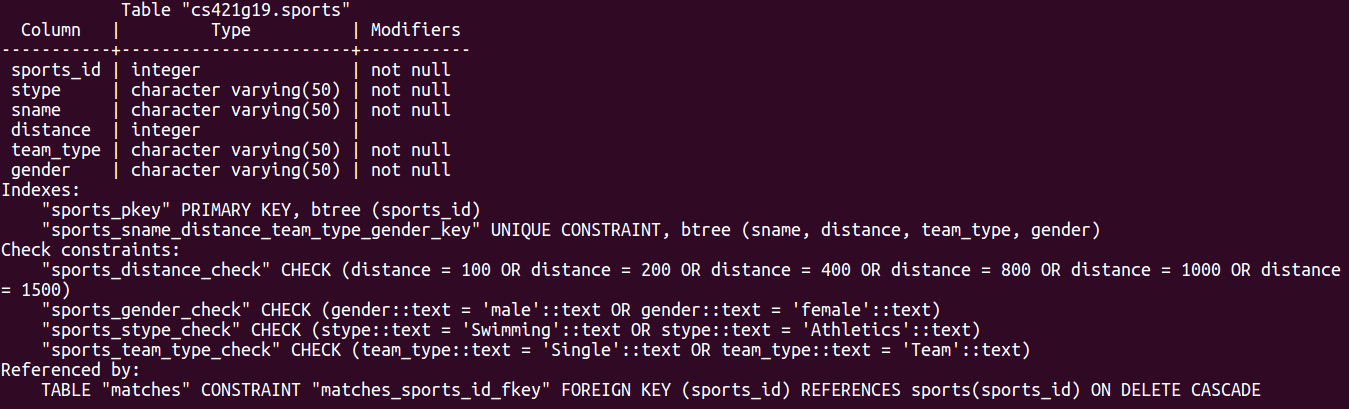 Table "cs421g19.sports"
  Column   |         Type          | Modifiers
-----------+-----------------------+-----------
 sports_id | integer               | not null
 stype     | character varying(50) | not null
 sname     | character varying(50) | not null
 distance  | integer               |
 team_type | character varying(50) | not null
 gender    | character varying(50) | not null
Indexes:
    "sports_pkey" PRIMARY KEY, btree (sports_id)
    "sports_sname_distance_team_type_gender_key" UNIQUE CONSTRAINT, btree (sname, distance, team_type, gender)
Check constraints:
    "sports_distance_check" CHECK (distance = 100 OR distance = 200 OR distance = 400 OR distance = 800 OR distance = 1000 OR distance
= 1500)
    "sports_gender_check" CHECK (gender::text = 'male'::text OR gender::text = 'female'::text)
    "sports_stype_check" CHECK (stype::text = 'Swimming'::text OR stype::text = 'Athletics'::text)
    "sports_team_type_check" CHECK (team_type::text = 'Single'::text OR team_type::text = 'Team'::text)
Referenced by:
    TABLE "matches" CONSTRAINT "matches_sports_id_fkey" FOREIGN KEY (sports_id) REFERENCES sports(sports_id) ON DELETE CASCADE